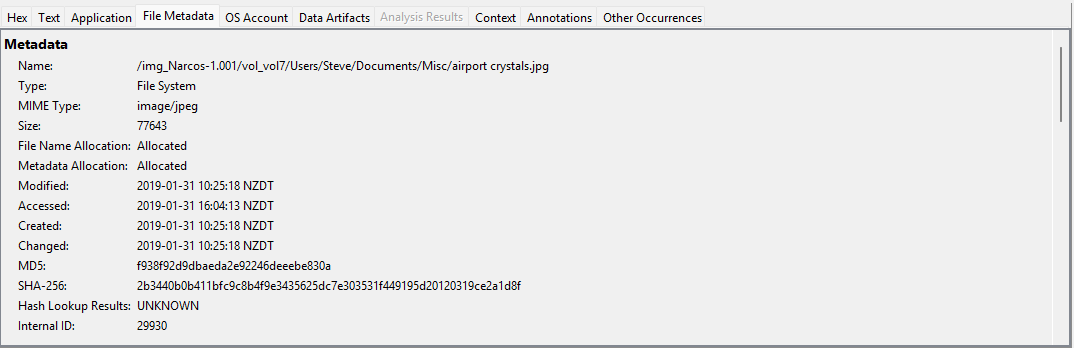 Hex Text Application File Metadata OS Account Data Artifacts Analysis Results Context Annotations Other Occurrences
Metadata
Name: /img_Narcos-1.001/vol_vol7/Users/Steve/Documents/Misc/airport crystals.jpg
Type: File System
MIME Type: image/jpeg
Size: 77643
File Name Allocation: Allocated
Metadata Allocation: Allocated
Modified: 2019-01-31 10:25:18 NZDT
Accessed: 2019-01-31 16:04:13 NZDT
Created: 2019-01-31 10:25:18 NZDT
Changed: 2019-01-31 10:25:18 NZDT
MD5: f938f92d9dbaeda2e92246deeebe830a
SHA-256: 2b3440b0b411bfc9c8b4f9e3435625dc7e303531f449195d20120319ce2a1d8f
Hash Lookup Results: UNKNOWN
Internal ID: 29930